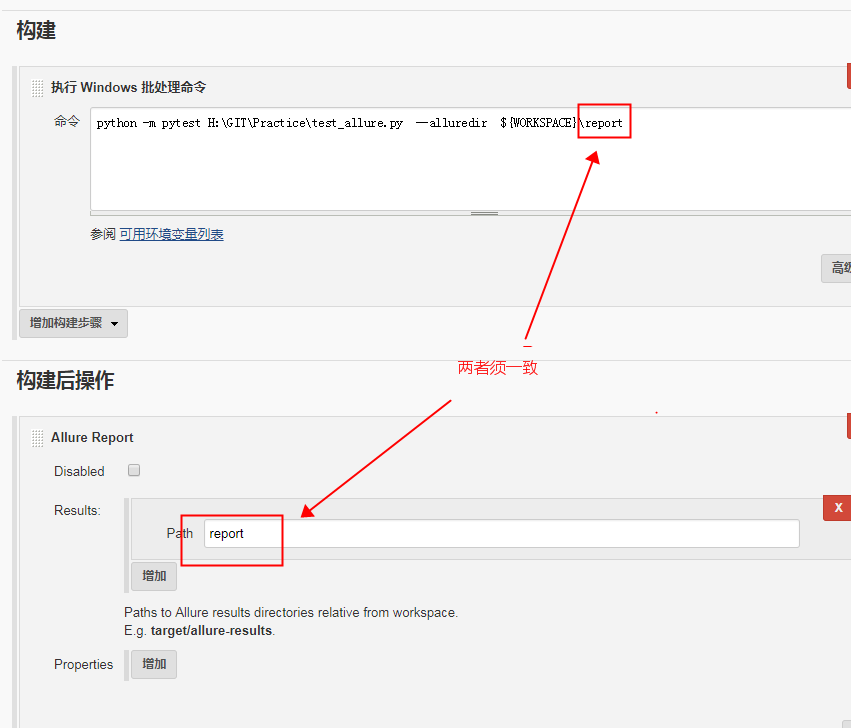 构建
执行 Windows 批处理命令
命令
python -m pytest H:\GIT\Practice\test_allure.py --alluredir ${WORKSPACE}\report
参阅 可用环境变量列表
高级
增加构建步骤
两者须一致
构建后操作
Allure Report
Disabled
Results:
X
Path report
增加
Paths to Allure results directories relative from workspace.
E.g. target/allure-results.
Properties 增加